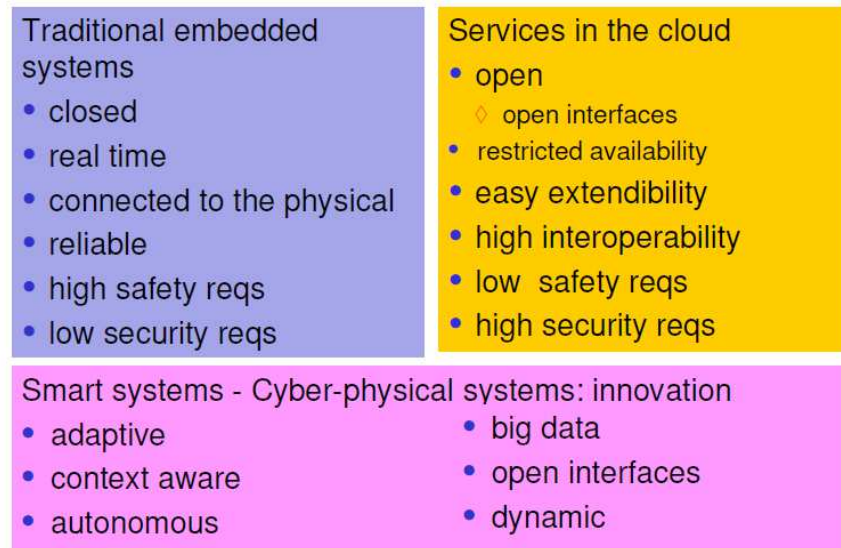 Traditional embedded
systems
• closed
• real time
• connected to the physical
• reliable
• high safety reqs
• low security reqs
Services in the cloud
• open
◊ open interfaces
• restricted availability
• easy extendibility
• high interoperability
• low safety reqs
• high security reqs
Smart systems - Cyber-physical systems: innovation
• adaptive
• context aware
• autonomous
• big data
• open interfaces
• dynamic